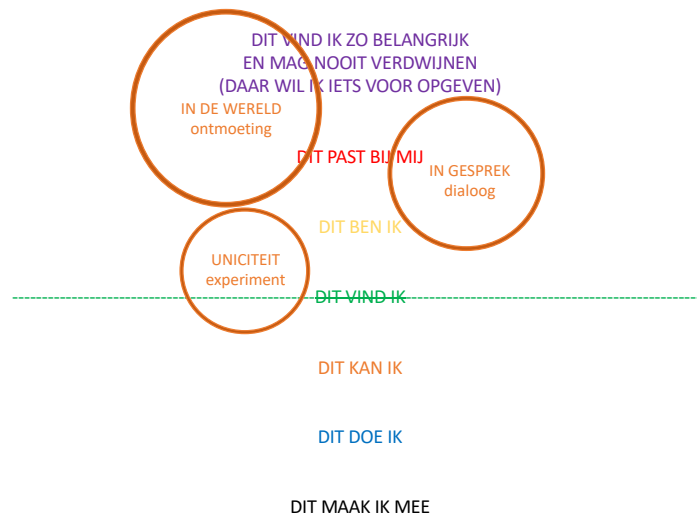 DIT VIND IK ZO BELANGRIJK
EN MAG NOOIT VERDWIJNEN
(DAAR WIL IK IETS VOOR OPGEVEN)
IN DE WERELD
ontmoeting
DIT PAST BIJ MIJ
IN GESPREK
dialoog
DIT BEN IK
UNICITEIT
experiment
DIT VIND IK
DIT KAN IK
DIT DOE IK
DIT MAAK IK MEE